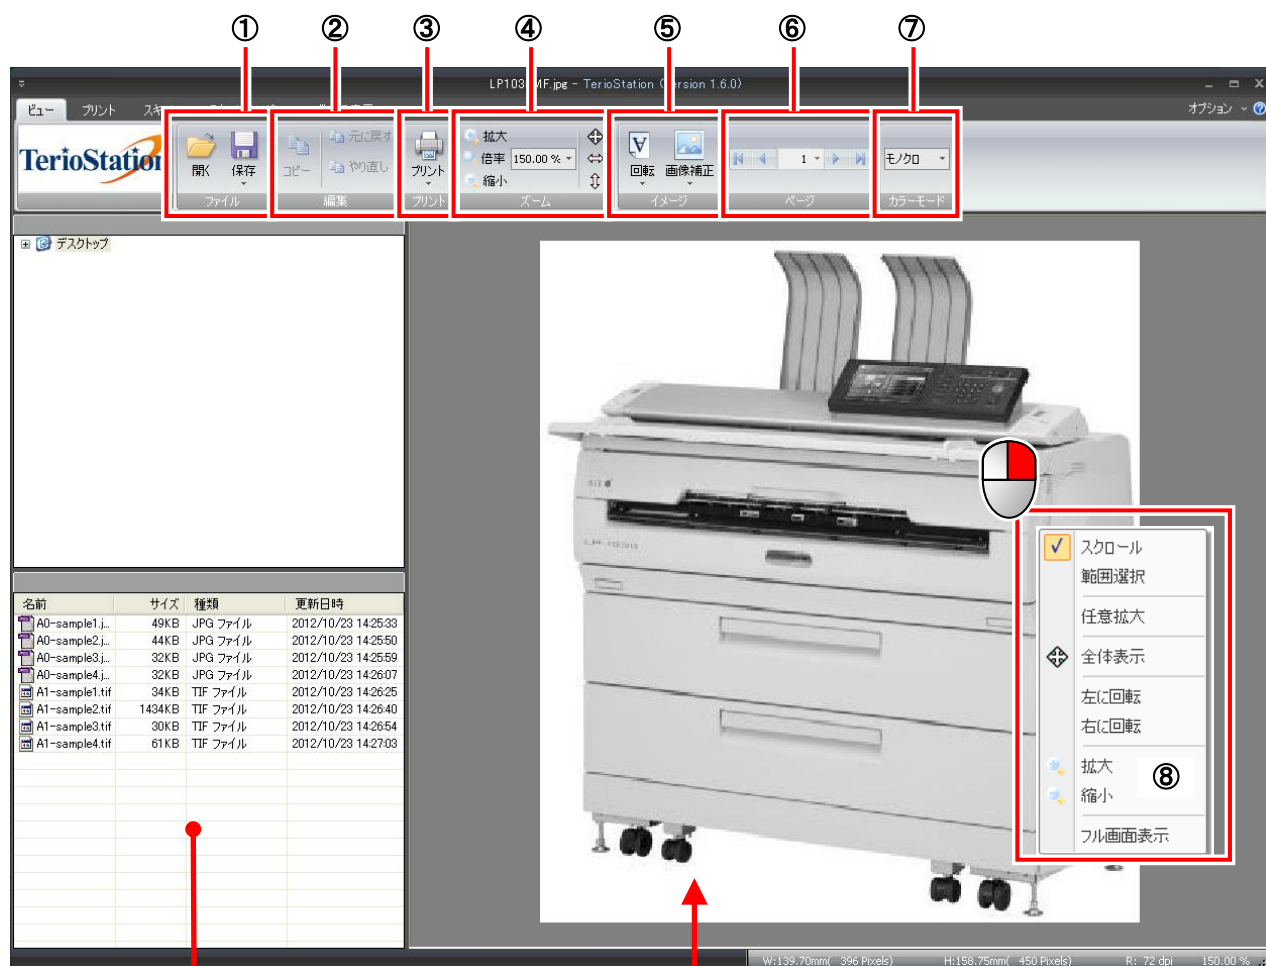 ① ② ③ ④ ⑤ ⑥ ⑦
TerioStation (Version 1.6.0)
ビュー プリント
オプション
TerioStation
開く 保存
ファイル
コピー 元に戻す やり直し
編集
プリント
プリント
拡大
倍率 150.00 %
縮小
ズーム
回転 画像補正
イメージ
1
ページ
モノクロ
カラーモード
デスクトップ
名前 サイズ 種類 更新日時
A0-sample1.j... 49KB JPG ファイル 2012/10/23 14:25:33
A0-sample2.j... 44KB JPG ファイル 2012/10/23 14:25:50
A0-sample3.j... 32KB JPG ファイル 2012/10/23 14:25:59
A0-sample4.j... 32KB JPG ファイル 2012/10/23 14:26:07
A1-sample1.tif 34KB TIF ファイル 2012/10/23 14:26:25
A1-sample2.tif 1434KB TIF ファイル 2012/10/23 14:26:40
A1-sample3.tif 30KB TIF ファイル 2012/10/23 14:26:54
A1-sample4.tif 61KB TIF ファイル 2012/10/23 14:27:03
スクロール
範囲選択
任意拡大
全体表示
左に回転
右に回転
拡大
⑧
縮小
フル画面表示
W:139.70mm( 396 Pixels) H:158.75mm( 450 Pixels) R: 72 dpi 150.00 %